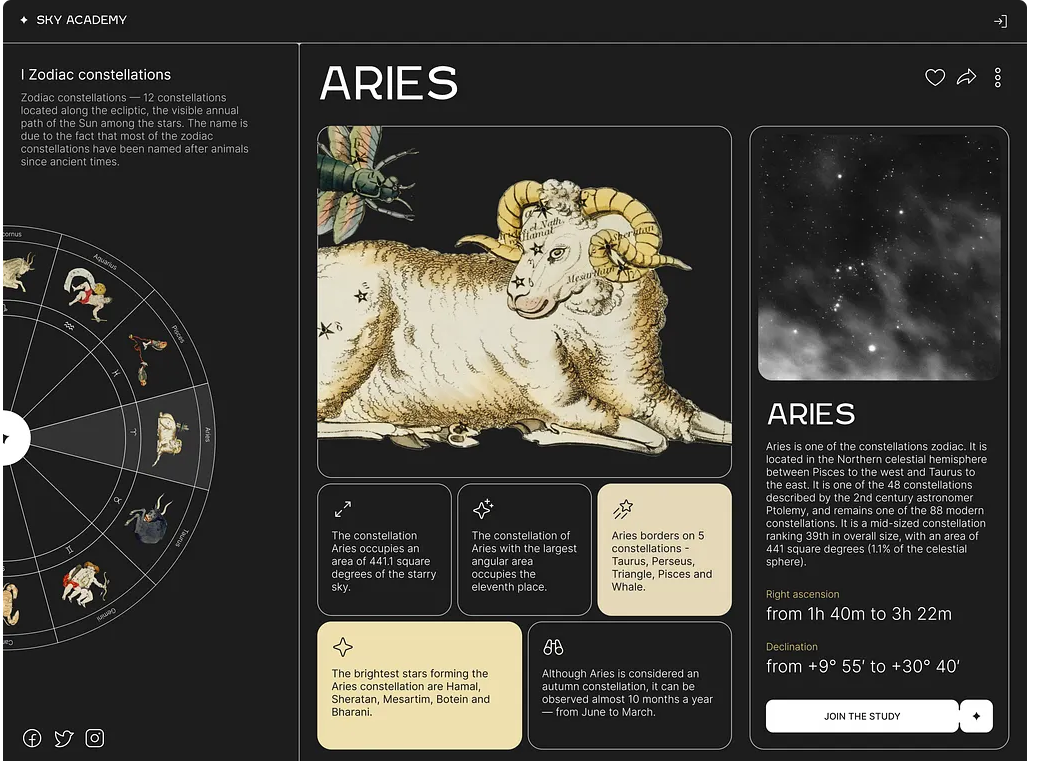 SKY ACADEMY
| Zodiac constellations
Zodiac constellations — 12 constellations
located along the ecliptic, the visible annual
path of the Sun among the stars. The name is
due to the fact that most of the zodiac
constellations have been named after animals
since ancient times.
cornus
Aquarius
Pisces
Aries
Taurus
Gemini
Canc
ARIES
el Nath
Hamal
Mesarthim
The constellation
Aries occupies an
area of 441.1 square
degrees of the starry
sky.
The constellation of
Aries with the largest
angular area
occupies the
eleventh place.
Aries borders on 5
constellations -
Taurus, Perseus,
Triangle, Pisces and
Whale.
The brightest stars forming the
Aries constellation are Hamal,
Sheratan, Mesartim, Botein and
Bharani.
Although Aries is considered an
autumn constellation, it can be
observed almost 10 months a year
— from June to March.
ARIES
Aries is one of the constellations zodiac. It is
located in the Northern celestial hemisphere
between Pisces to the west and Taurus to
the east. It is one of the 48 constellations
described by the 2nd century astronomer
Ptolemy, and remains one of the 88 modern
constellations. It is a mid-sized constellation
ranking 39th in overall size, with an area of
441 square degrees (1.1% of the celestial
sphere).
Right ascension
from 1h 40m to 3h 22m
Declination
from +9° 55′ to +30° 40′
JOIN THE STUDY